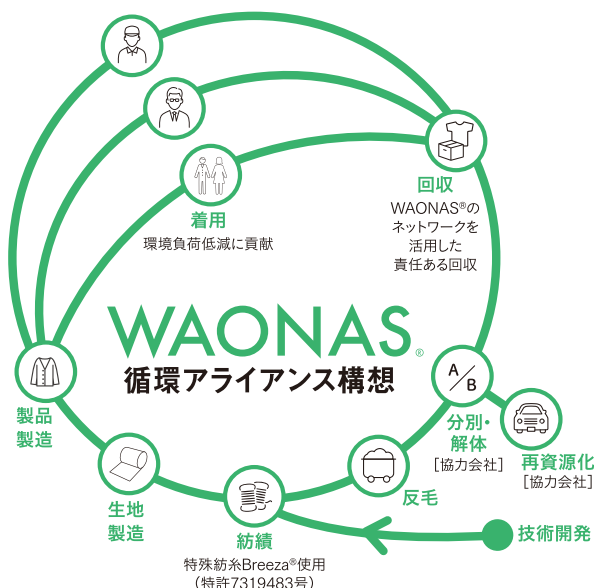 着用
環境負荷低減に貢献
回収
WAONAS®の
ネットワークを
活用した
責任ある回収
WAONAS®
循環アライアンス構想
A/B
分別・
解体
[協力会社]
再資源化
[協力会社]
製品
製造
生地
製造
紡績
特殊紡糸Breeza®使用
(特許7319483号)
反毛
技術開発